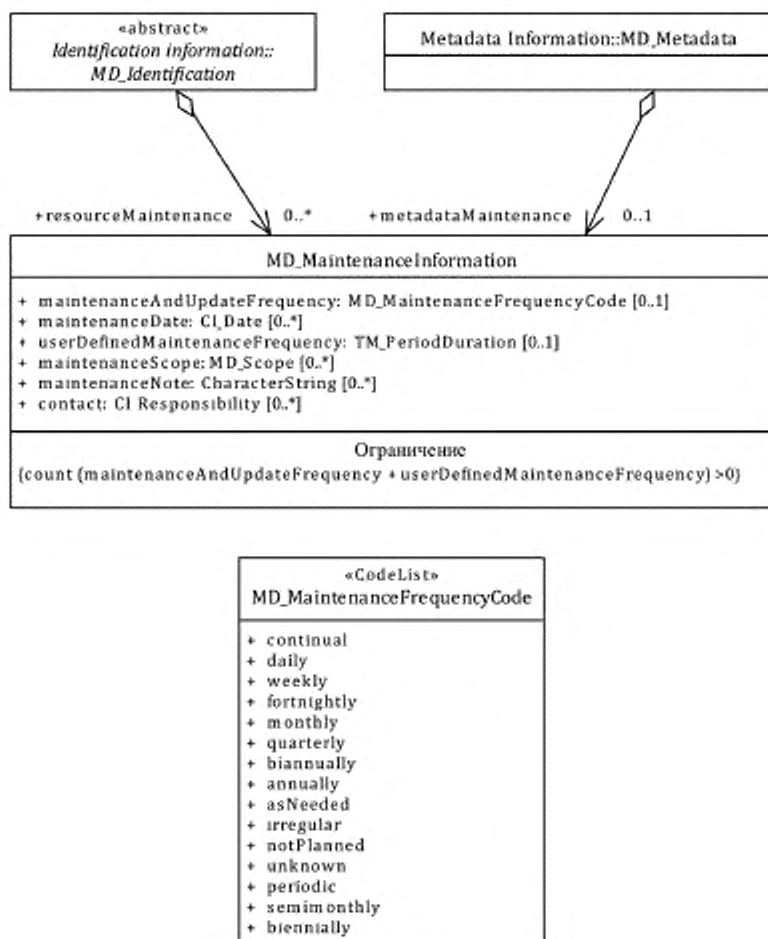 «abstract»
Identification information::
MD_Identification
Metadata Information::MD_Metadata
+resourceMaintenance 0..* +metadataMaintenance 0..1
MD_MaintenanceInformation
+ maintenanceAndUpdateFrequency: MD_MaintenanceFrequencyCode [0..1]
+ maintenanceDate: CI_Date [0..*]
+ userDefinedMaintenanceFrequency: TM_PeriodDuration [0..1]
+ maintenanceScope: MD_Scope [0..*]
+ maintenanceNote: CharacterString [0..*]
+ contact: CI Responsibility [0..*]
Ограничение
{count (maintenanceAndUpdateFrequency + userDefinedMaintenanceFrequency) >0}
«CodeList»
MD_MaintenanceFrequencyCode
+ continual
+ daily
+ weekly
+ fortnightly
+ monthly
+ quarterly
+ biannually
+ annually
+ asNeeded
+ irregular
+ notPlanned
+ unknown
+ periodic
+ semimonthly
+ biennially